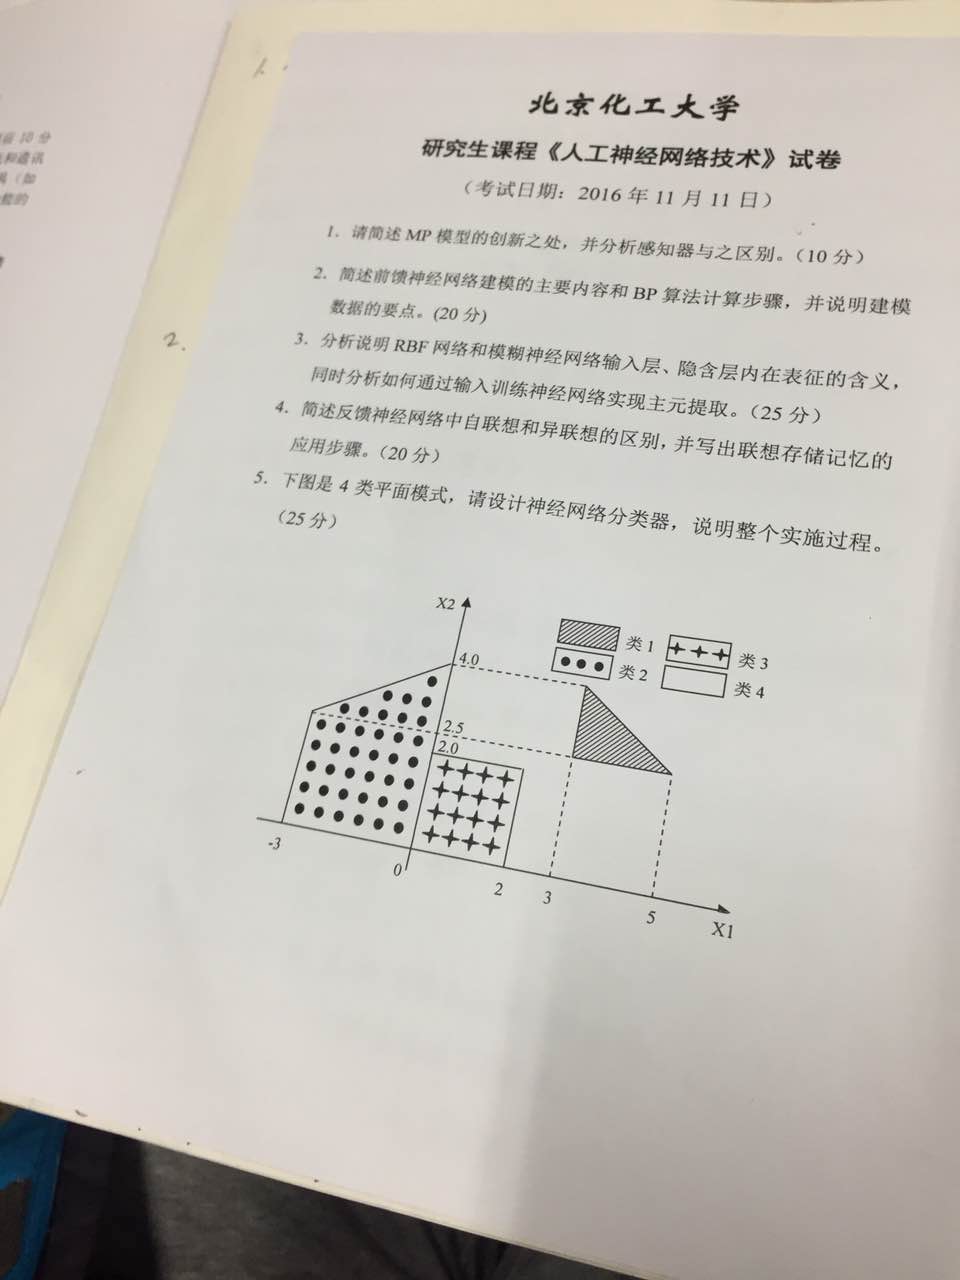 前 10 分
和通讯
(如
能的
1.
北京化工大学
研究生课程《人工神经网络技术》试卷
（考试日期：2016 年 11 月 11 日）
1. 请简述 MP 模型的创新之处，并分析感知器与之区别。（10 分）
2. 简述前馈神经网络建模的主要内容和 BP 算法计算步骤，并说明建模
数据的要点。(20 分)
2.
3. 分析说明 RBF 网络和模糊神经网络输入层、隐含层内在表征的含义，
同时分析如何通过输入训练神经网络实现主元提取。（25 分）
4. 简述反馈神经网络中自联想和异联想的区别，并写出联想存储记忆的
应用步骤。（20 分）
5. 下图是 4 类平面模式，请设计神经网络分类器，说明整个实施过程。
（25 分）
X2
类 1
类 3
类 2
类 4
4.0
2.5
2.0
-3
0
2
3
5
X1